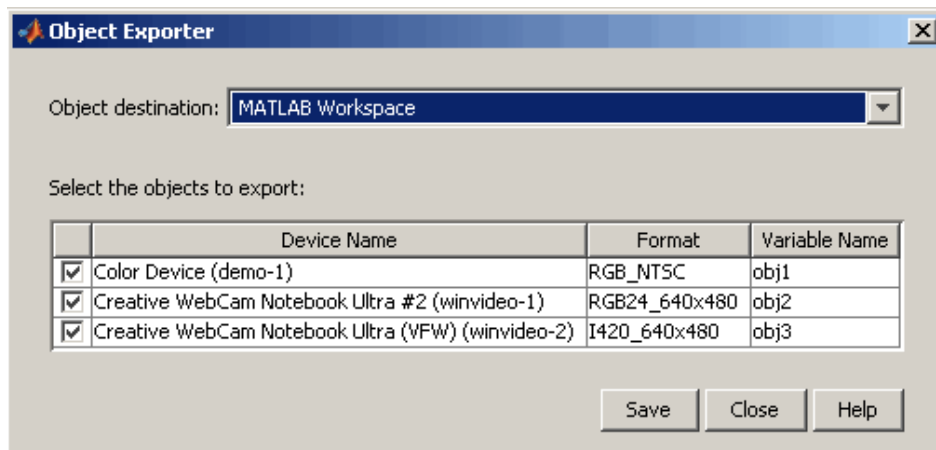 Object Exporter
Object destination: MATLAB Workspace
Select the objects to export:
Device Name Format Variable Name
Color Device (demo-1) RGB_NTSC obj1
Creative WebCam Notebook Ultra #2 (winvideo-1) RGB24_640x480 obj2
Creative WebCam Notebook Ultra (VFW) (winvideo-2) I420_640x480 obj3
Save Close Help